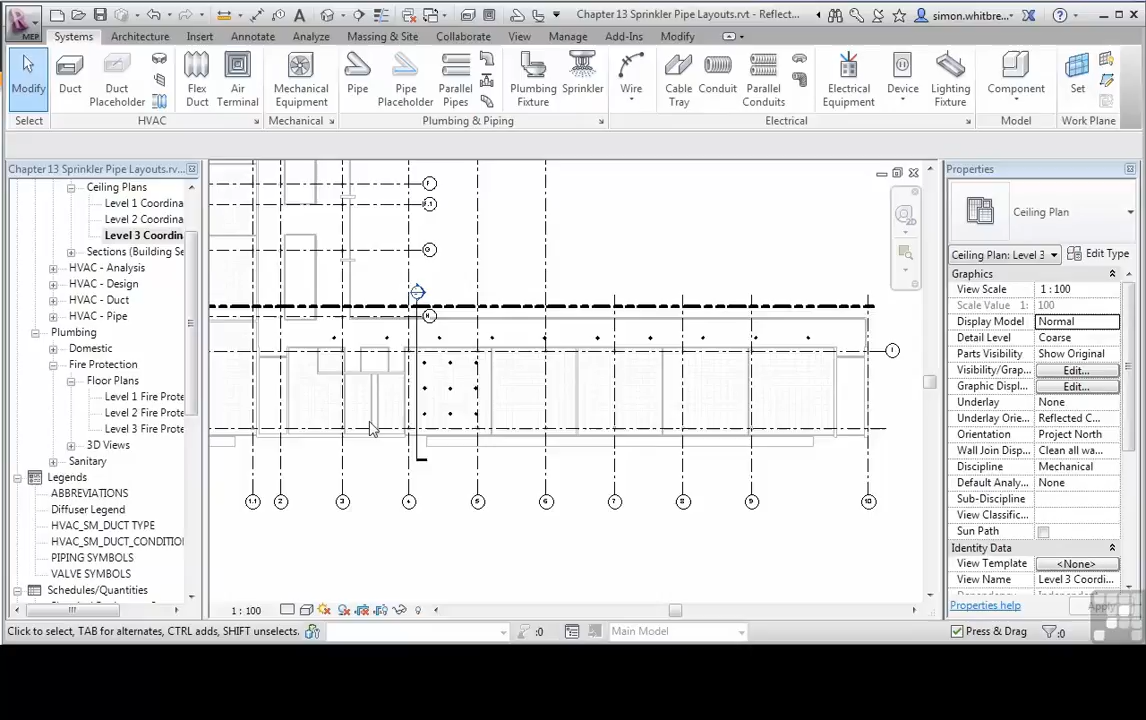 Chapter 13 Sprinkler Pipe Layouts.rvt - Reflect...
simon.whitbre...
MEP
Systems Architecture Insert Annotate Analyze Massing & Site Collaborate View Manage Add-Ins Modify
Modify Duct Duct Placeholder Flex Duct Air Terminal Mechanical Equipment Pipe Pipe Placeholder Parallel Pipes Plumbing Fixture Sprinkler Wire Cable Tray Conduit Parallel Conduits Electrical Equipment Device Lighting Fixture Component Set
Select HVAC Mechanical Plumbing & Piping Electrical Model Work Plane
Chapter 13 Sprinkler Pipe Layouts.rv...
Ceiling Plans
Level 1 Coordina
Level 2 Coordina
Level 3 Coordin
Sections (Building Se
HVAC - Analysis
HVAC - Design
HVAC - Duct
HVAC - Pipe
Plumbing
Domestic
Fire Protection
Floor Plans
Level 1 Fire Prote
Level 2 Fire Prote
Level 3 Fire Prote
3D Views
Sanitary
Legends
ABBREVIATIONS
Diffuser Legend
HVAC_SM_DUCT TYPE
HVAC_SM_DUCT_CONDITIO
PIPING SYMBOLS
VALVE SYMBOLS
Schedules/Quantities
F
F.1
G
H
I
1.1 2 3 4 5 6 7 8 9 10
2D
Properties
Ceiling Plan
Ceiling Plan: Level 3 Edit Type
Graphics
View Scale 1 : 100
Scale Value 1: 100
Display Model Normal
Detail Level Coarse
Parts Visibility Show Original
Visibility/Grap... Edit...
Graphic Displ... Edit...
Underlay None
Underlay Orie... Reflected C...
Orientation Project North
Wall Join Disp... Clean all wa...
Discipline Mechanical
Default Analy... None
Sub-Discipline
View Classific...
Sun Path
Identity Data
View Template <None>
View Name Level 3 Coordi...
Properties help Apply
1 : 100
Click to select, TAB for alternates, CTRL adds, SHIFT unselects.
:0
Main Model
Press & Drag
:0